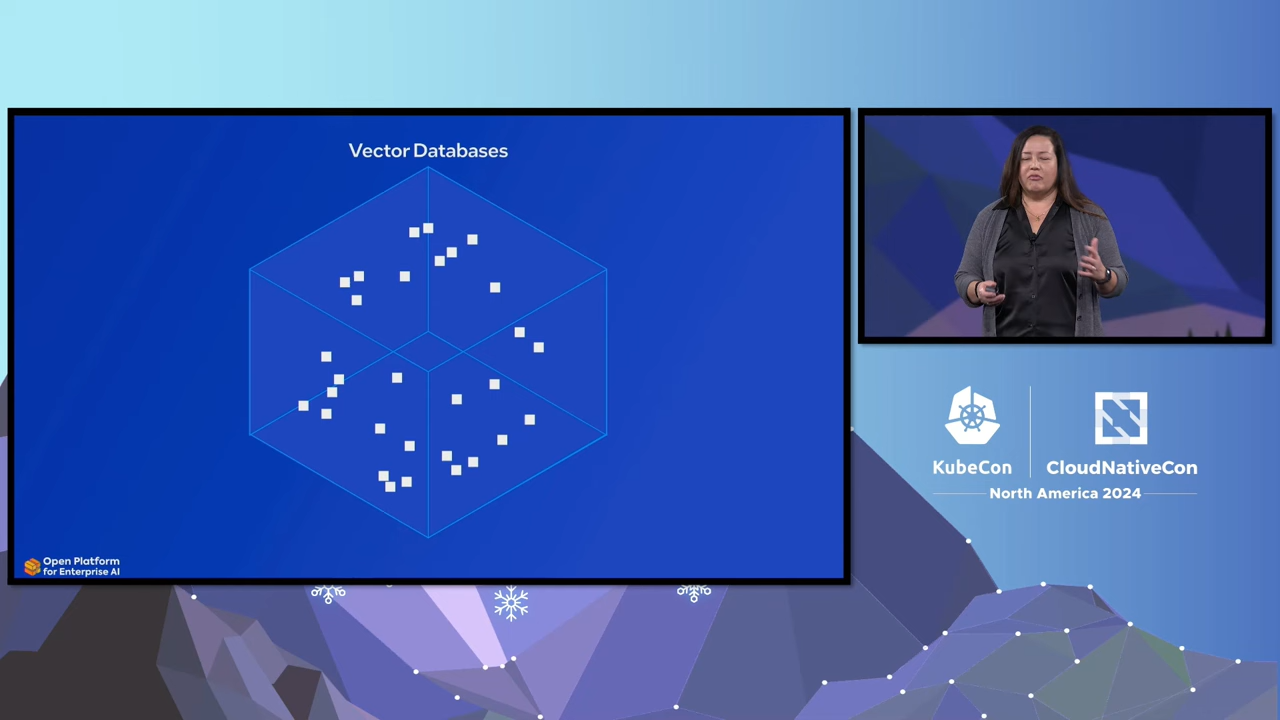 Vector Databases
Open Platform
for Enterprise AI
KubeCon
CloudNativeCon
North America 2024